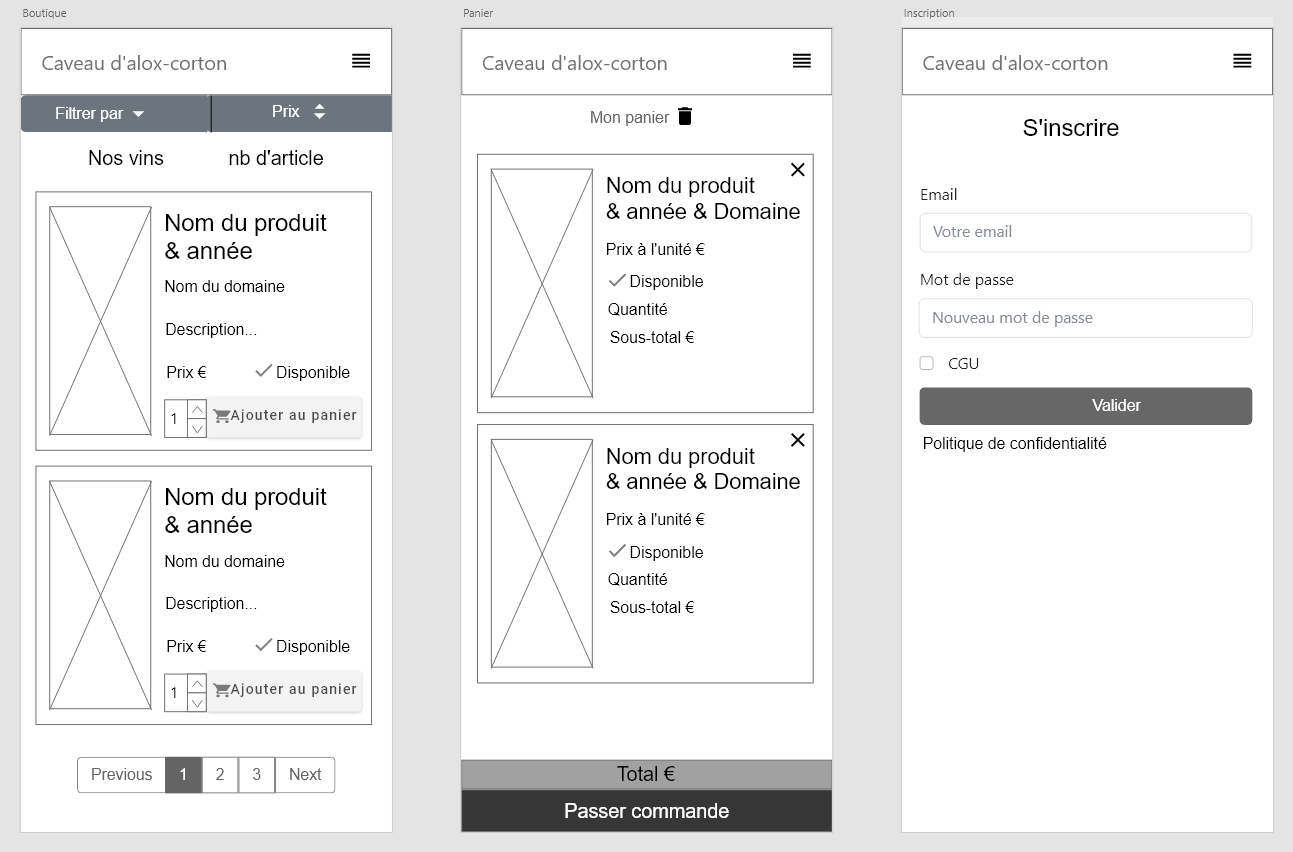 Boutique
Caveau d'alox-corton
Filtrer par
Prix
Nos vins
nb d'article
Nom du produit
& année
Nom du domaine
Description...
Prix €
Disponible
1
Ajouter au panier
Nom du produit
& année
Nom du domaine
Description...
Prix €
Disponible
1
Ajouter au panier
Previous
1
2
3
Next
Panier
Caveau d'alox-corton
Mon panier
Nom du produit
& année & Domaine
Prix à l'unité €
Disponible
Quantité
Sous-total €
Nom du produit
& année & Domaine
Prix à l'unité €
Disponible
Quantité
Sous-total €
Total €
Passer commande
Inscription
Caveau d'alox-corton
S'inscrire
Email
Votre email
Mot de passe
Nouveau mot de passe
CGU
Valider
Politique de confidentialité